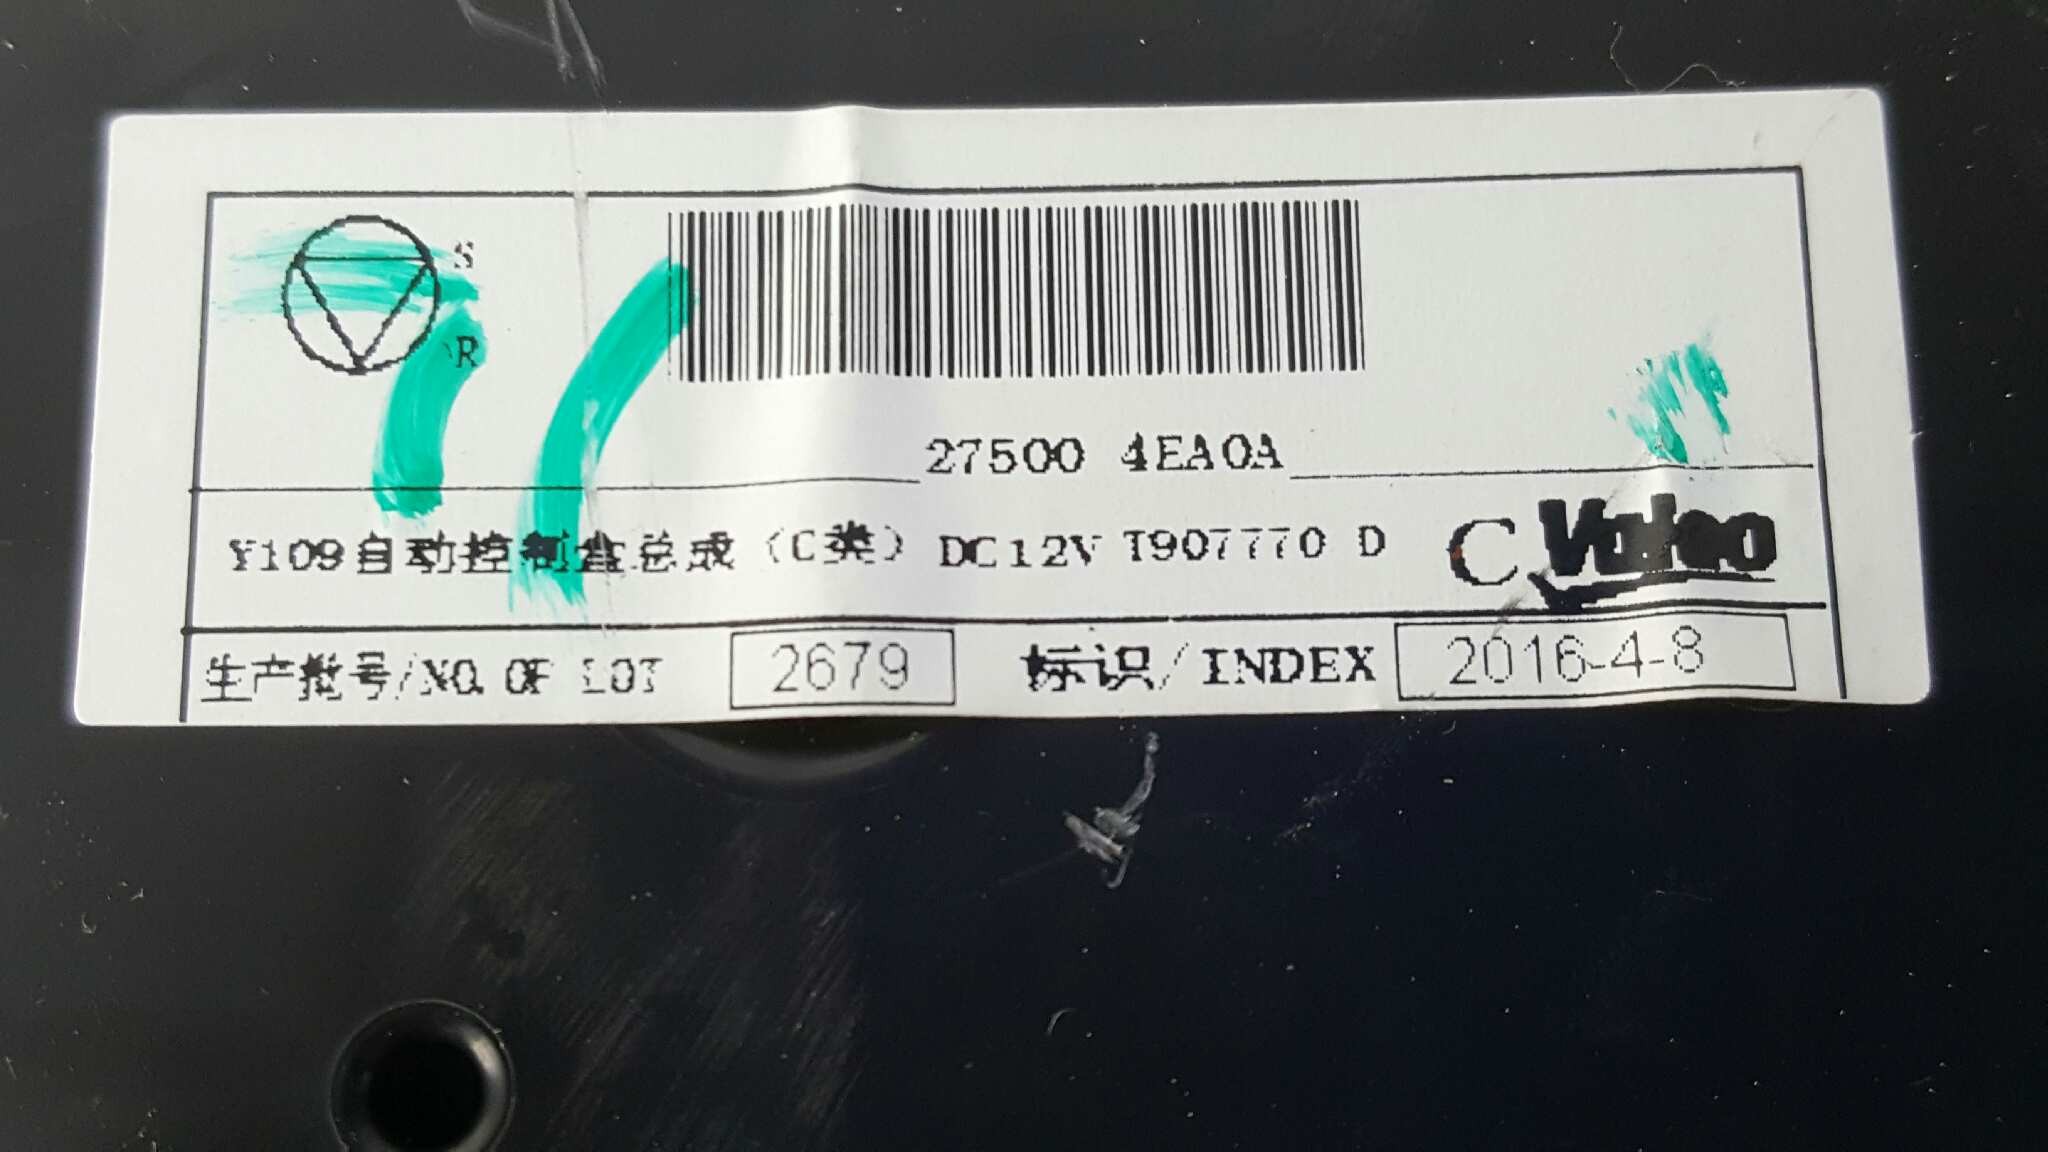 S
R
27500 4EA0A
Y109自动控制盒总成（C类） DC12V T907770 D C Valeo
生产批号/NO. OF LOT 2679 标识/INDEX 2016-4-8